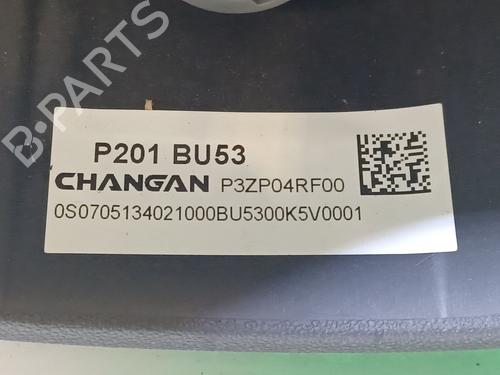 P201 BU53
CHANGAN P3ZP04RF00
0S0705134021000BU5300K5V0001
B-PARTS